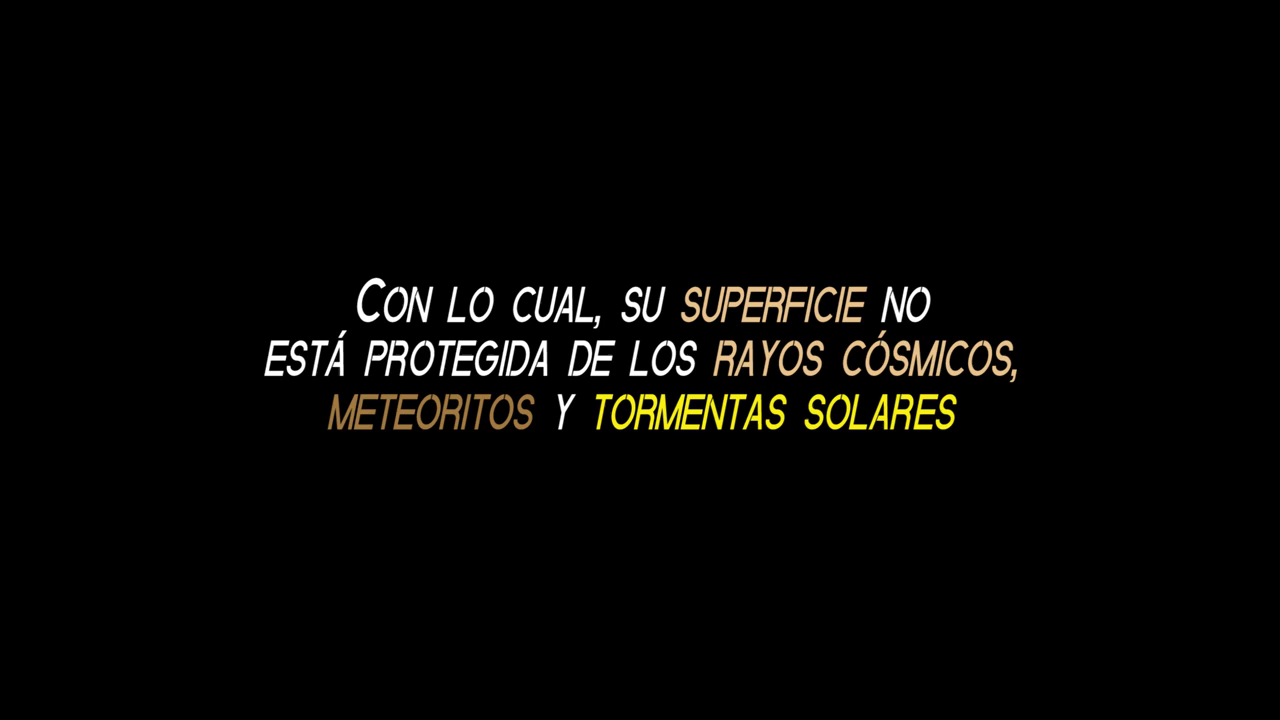 Con lo cual, su superficie no
está protegida de los rayos cósmicos,
meteoritos y tormentas solares